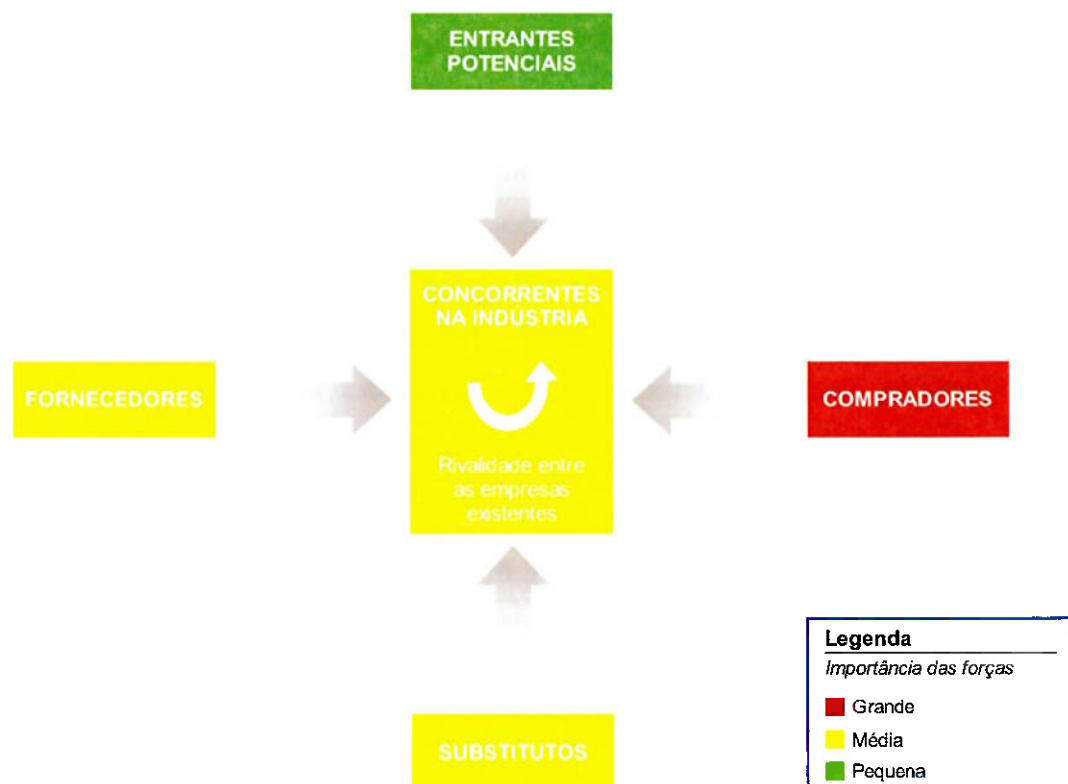 ENTRANTES
POTENCIAIS
CONCORRENTES
NA INDÚSTRIA
FORNECEDORES
COMPRADORES
Rivalidade entre
as empresas
existentes
SUBSTITUTOS
Legenda
Importância das forças
Grande
Média
Pequena